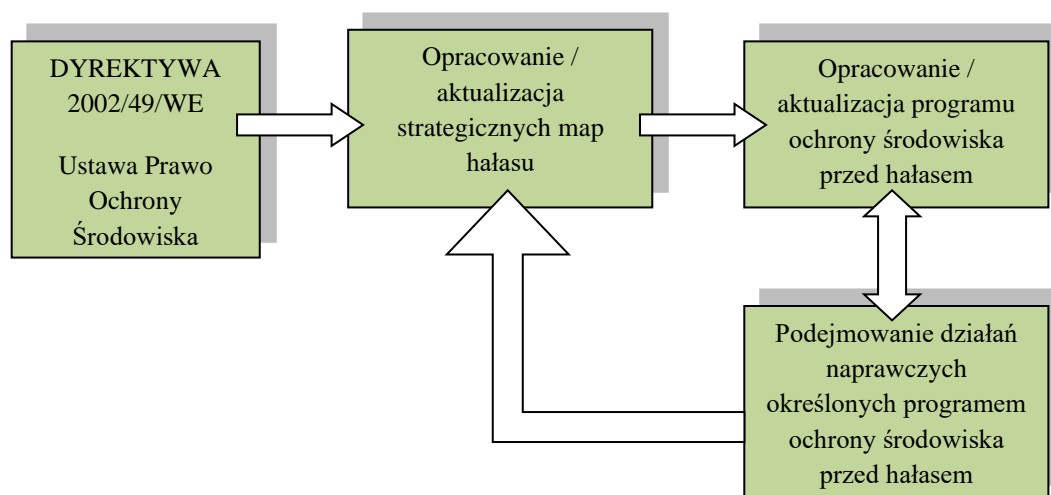 DYREKTYWA
2002/49/WE
Ustawa Prawo
Ochrony
Środowiska
Opracowanie /
aktualizacja
strategicznych map
hałasu
Opracowanie /
aktualizacja programu
ochrony środowiska
przed hałasem
Podejmowanie działań
naprawczych
określonych programem
ochrony środowiska
przed hałasem